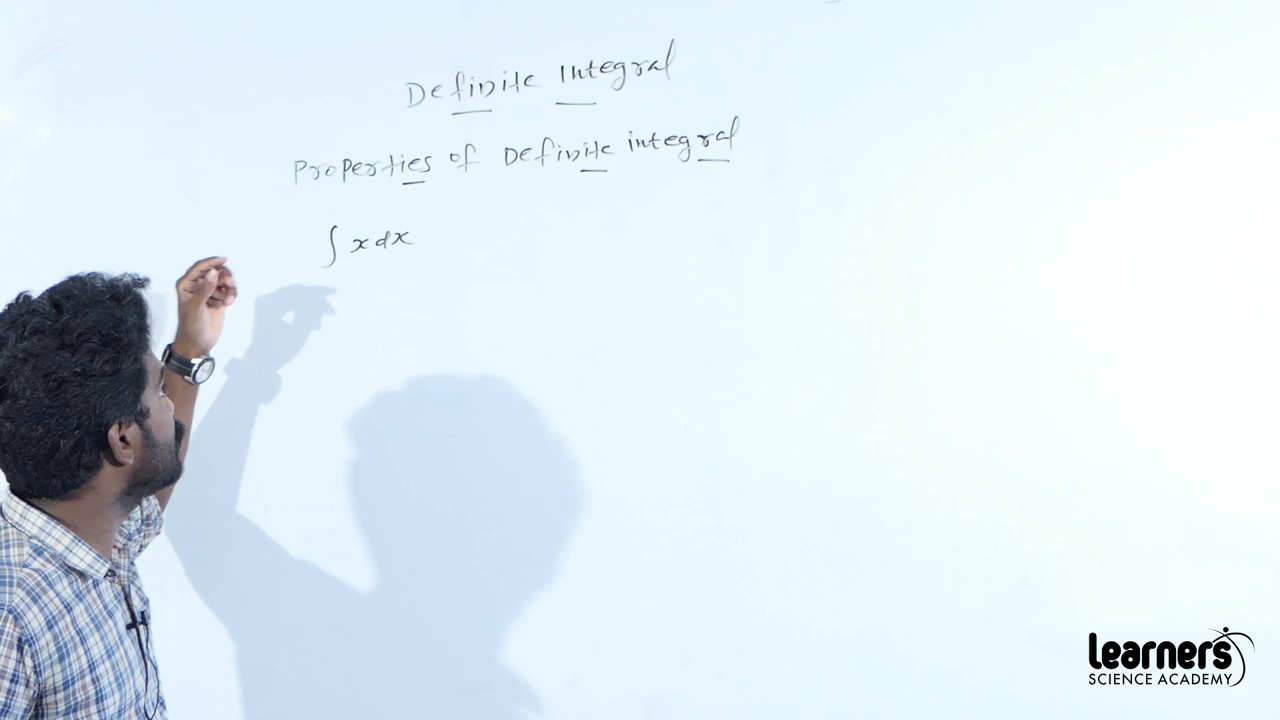 Definite Integral
Properties of Definite integral
∫ x dx
learners
SCIENCE ACADEMY